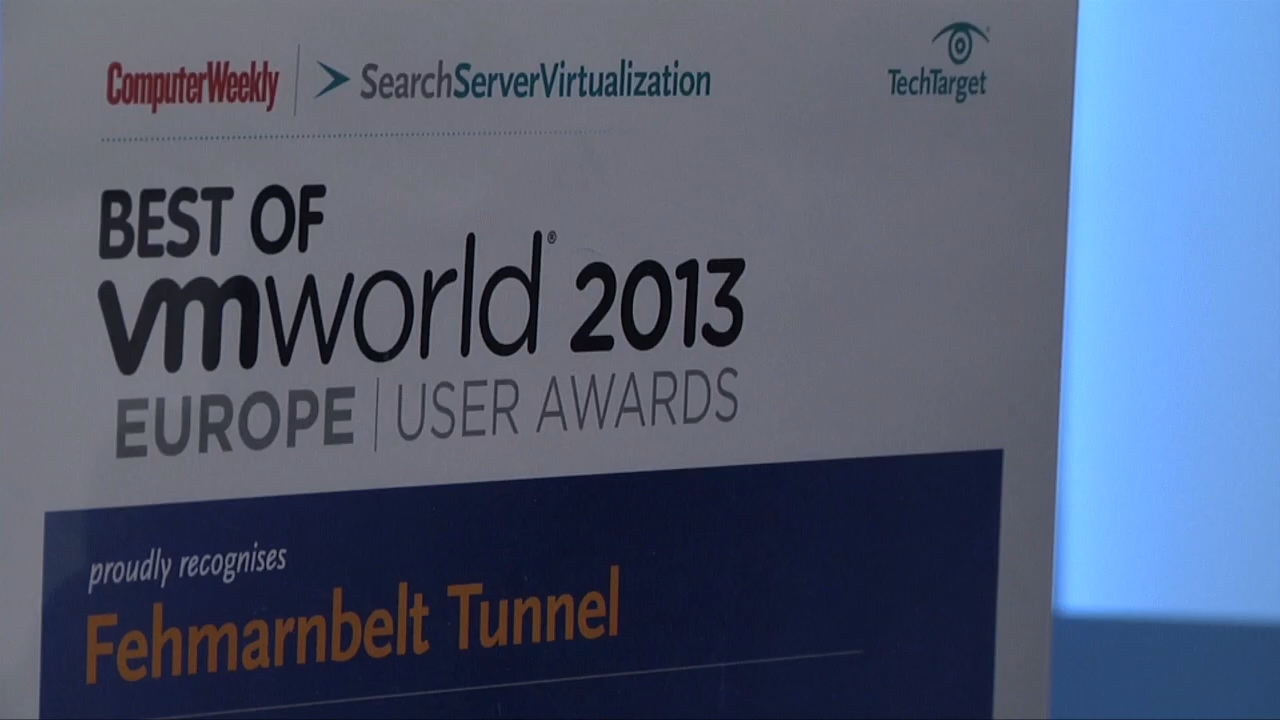 ComputerWeekly | SearchServerVirtualization
TechTarget
BEST OF
vmworld® 2013
EUROPE | USER AWARDS
proudly recognises
Fehmarnbelt Tunnel